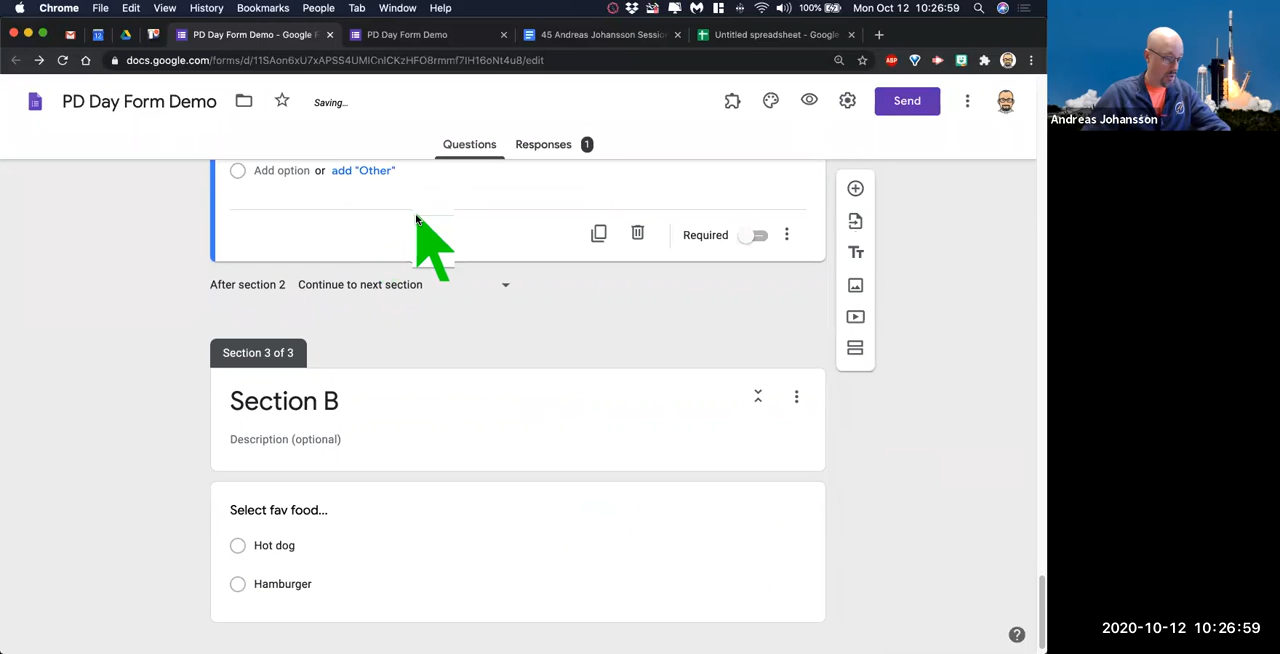 Chrome File Edit View History Bookmarks People Tab Window Help 100% Mon Oct 12 10:26:59
PD Day Form Demo - Google F PD Day Form Demo 45 Andreas Johansson Sessio Untitled spreadsheet - Google
docs.google.com/forms/d/11SAon6xU7xAPSS4UMICnICKzHFO8rmmf7IH16oNt4u8/edit
PD Day Form Demo Saving... Send
Andreas Johansson
Questions Responses 1
Add option or add "Other"
Required
After section 2 Continue to next section
Section 3 of 3
Section B
Description (optional)
Select fav food...
Hot dog
Hamburger
2020-10-12 10:26:59